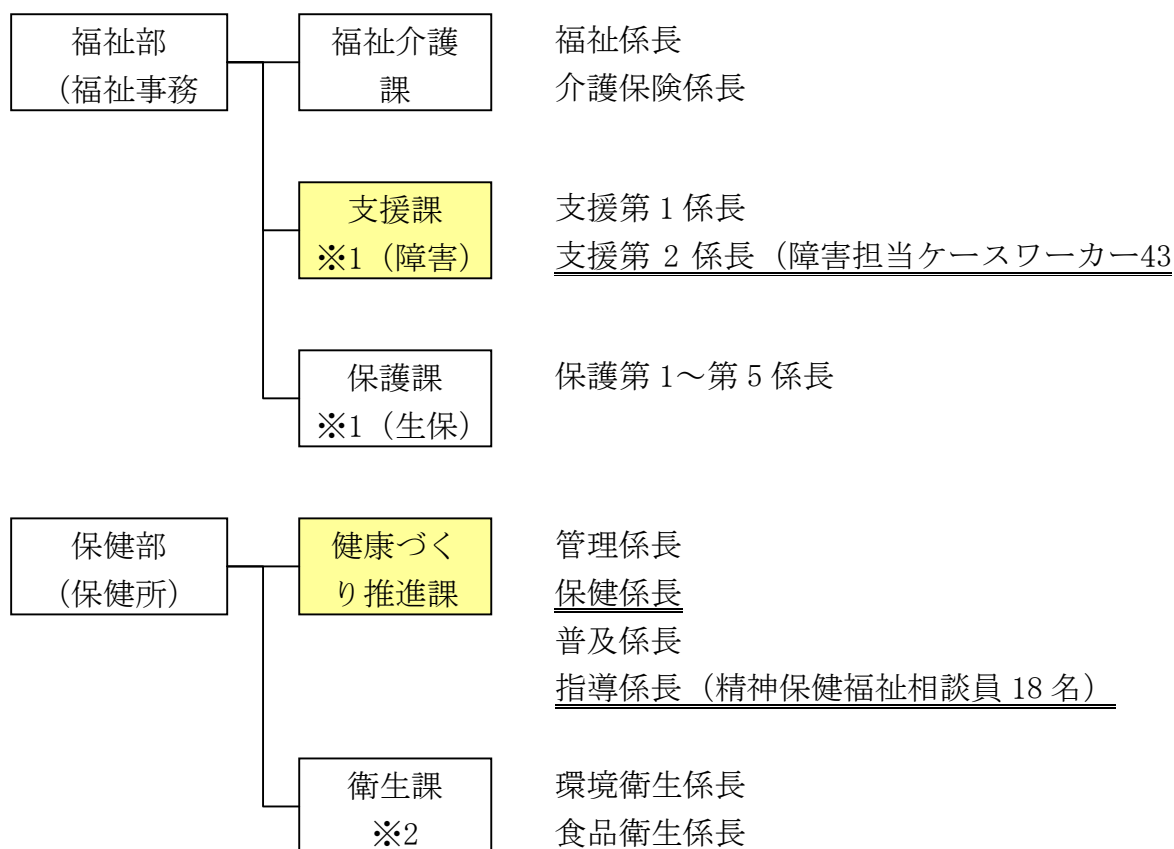 福祉部
(福祉事務
福祉介護
課
福祉係長
介護保険係長
支援課
※1（障害）
支援第1係長
支援第 2 係長（障害担当ケースワーカー43
保護課
※1（生保）
保護第1～第5係長
保健部
(保健所)
健康づく
り推進課
管理係長
保健係長
普及係長
指導係長（精神保健福祉相談員 18 名）
衛生課
※2
環境衛生係長
食品衛生係長